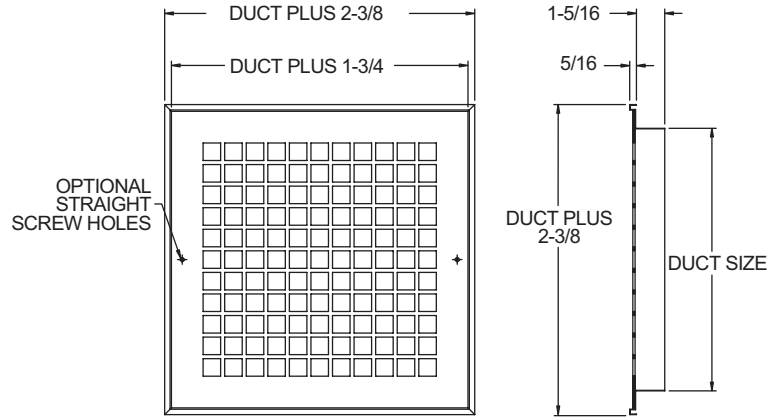 DUCT PLUS 2-3/8
1-5/16
DUCT PLUS 1-3/4
5/16
OPTIONAL
STRAIGHT
SCREW HOLES
DUCT PLUS
2-3/8
DUCT SIZE